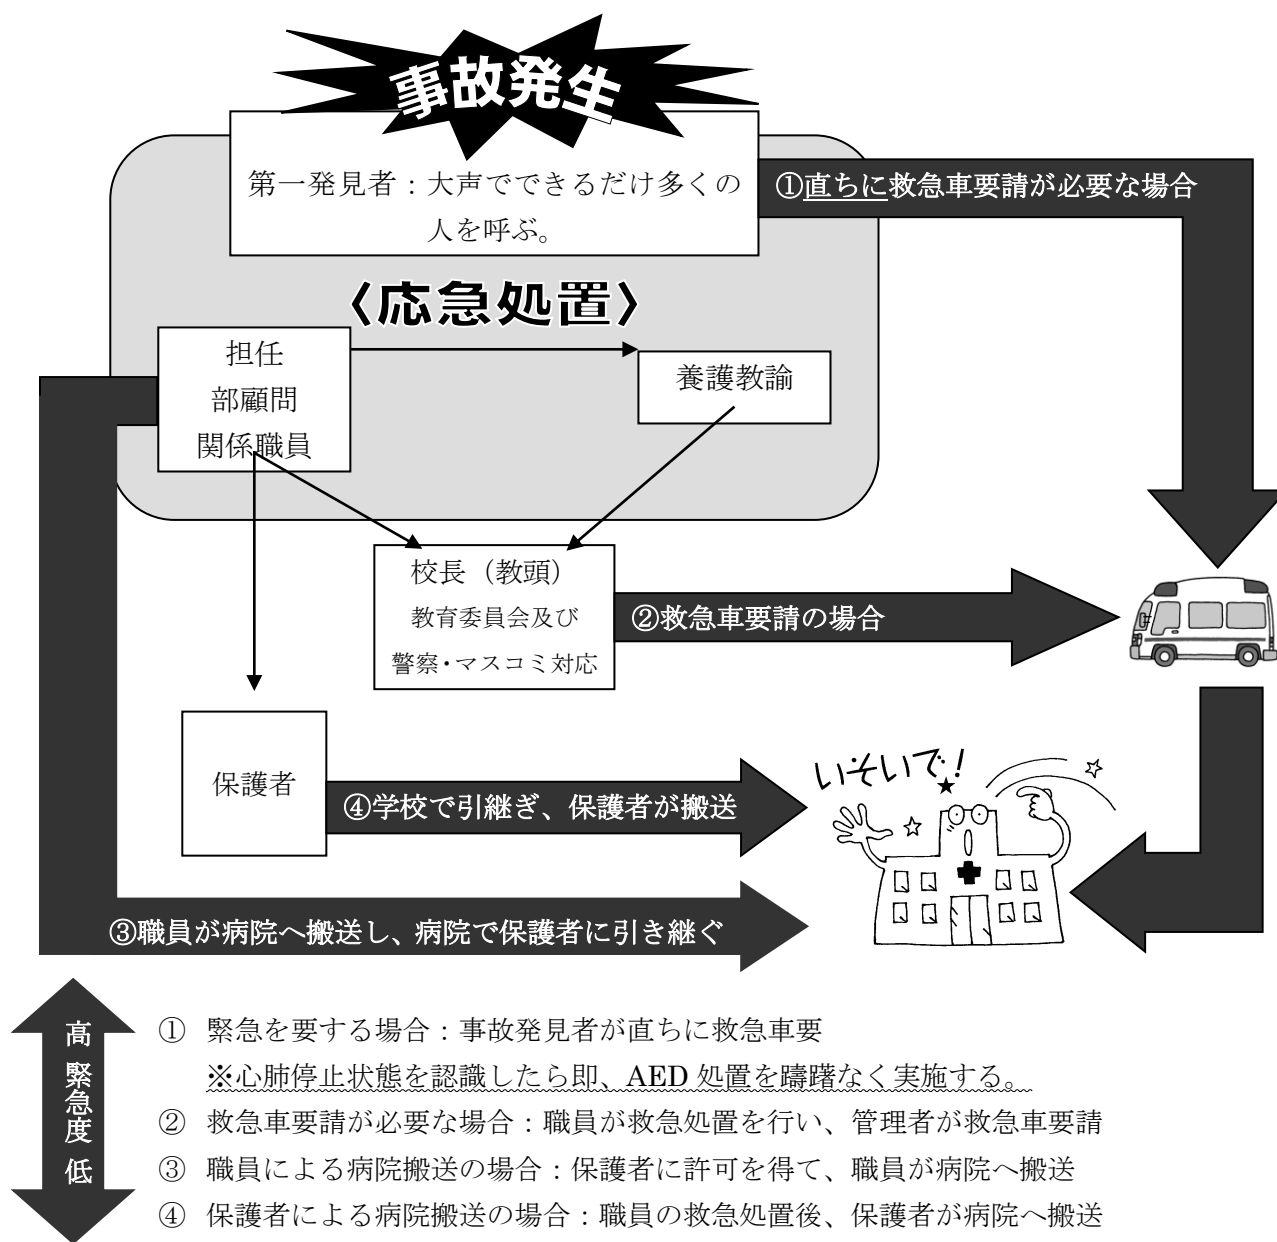 事故発生
第一発見者：大声でできるだけ多くの
人を呼ぶ。
①直ちに救急車要請が必要な場合
〈応急処置〉
担任
部顧問
関係職員
養護教諭
校長（教頭）
教育委員会及び
警察・マスコミ対応
②救急車要請の場合
保護者
④学校で引継ぎ、保護者が搬送
いそいで！
③職員が病院へ搬送し、病院で保護者に引き継ぐ
高 緊急度 低
① 緊急を要する場合：事故発見者が直ちに救急車要
※心肺停止状態を認識したら即、AED 処置を躊躇なく実施する。
② 救急車要請が必要な場合：職員が救急処置を行い、管理者が救急車要請
③ 職員による病院搬送の場合：保護者に許可を得て、職員が病院へ搬送
④ 保護者による病院搬送の場合：職員の救急処置後、保護者が病院へ搬送